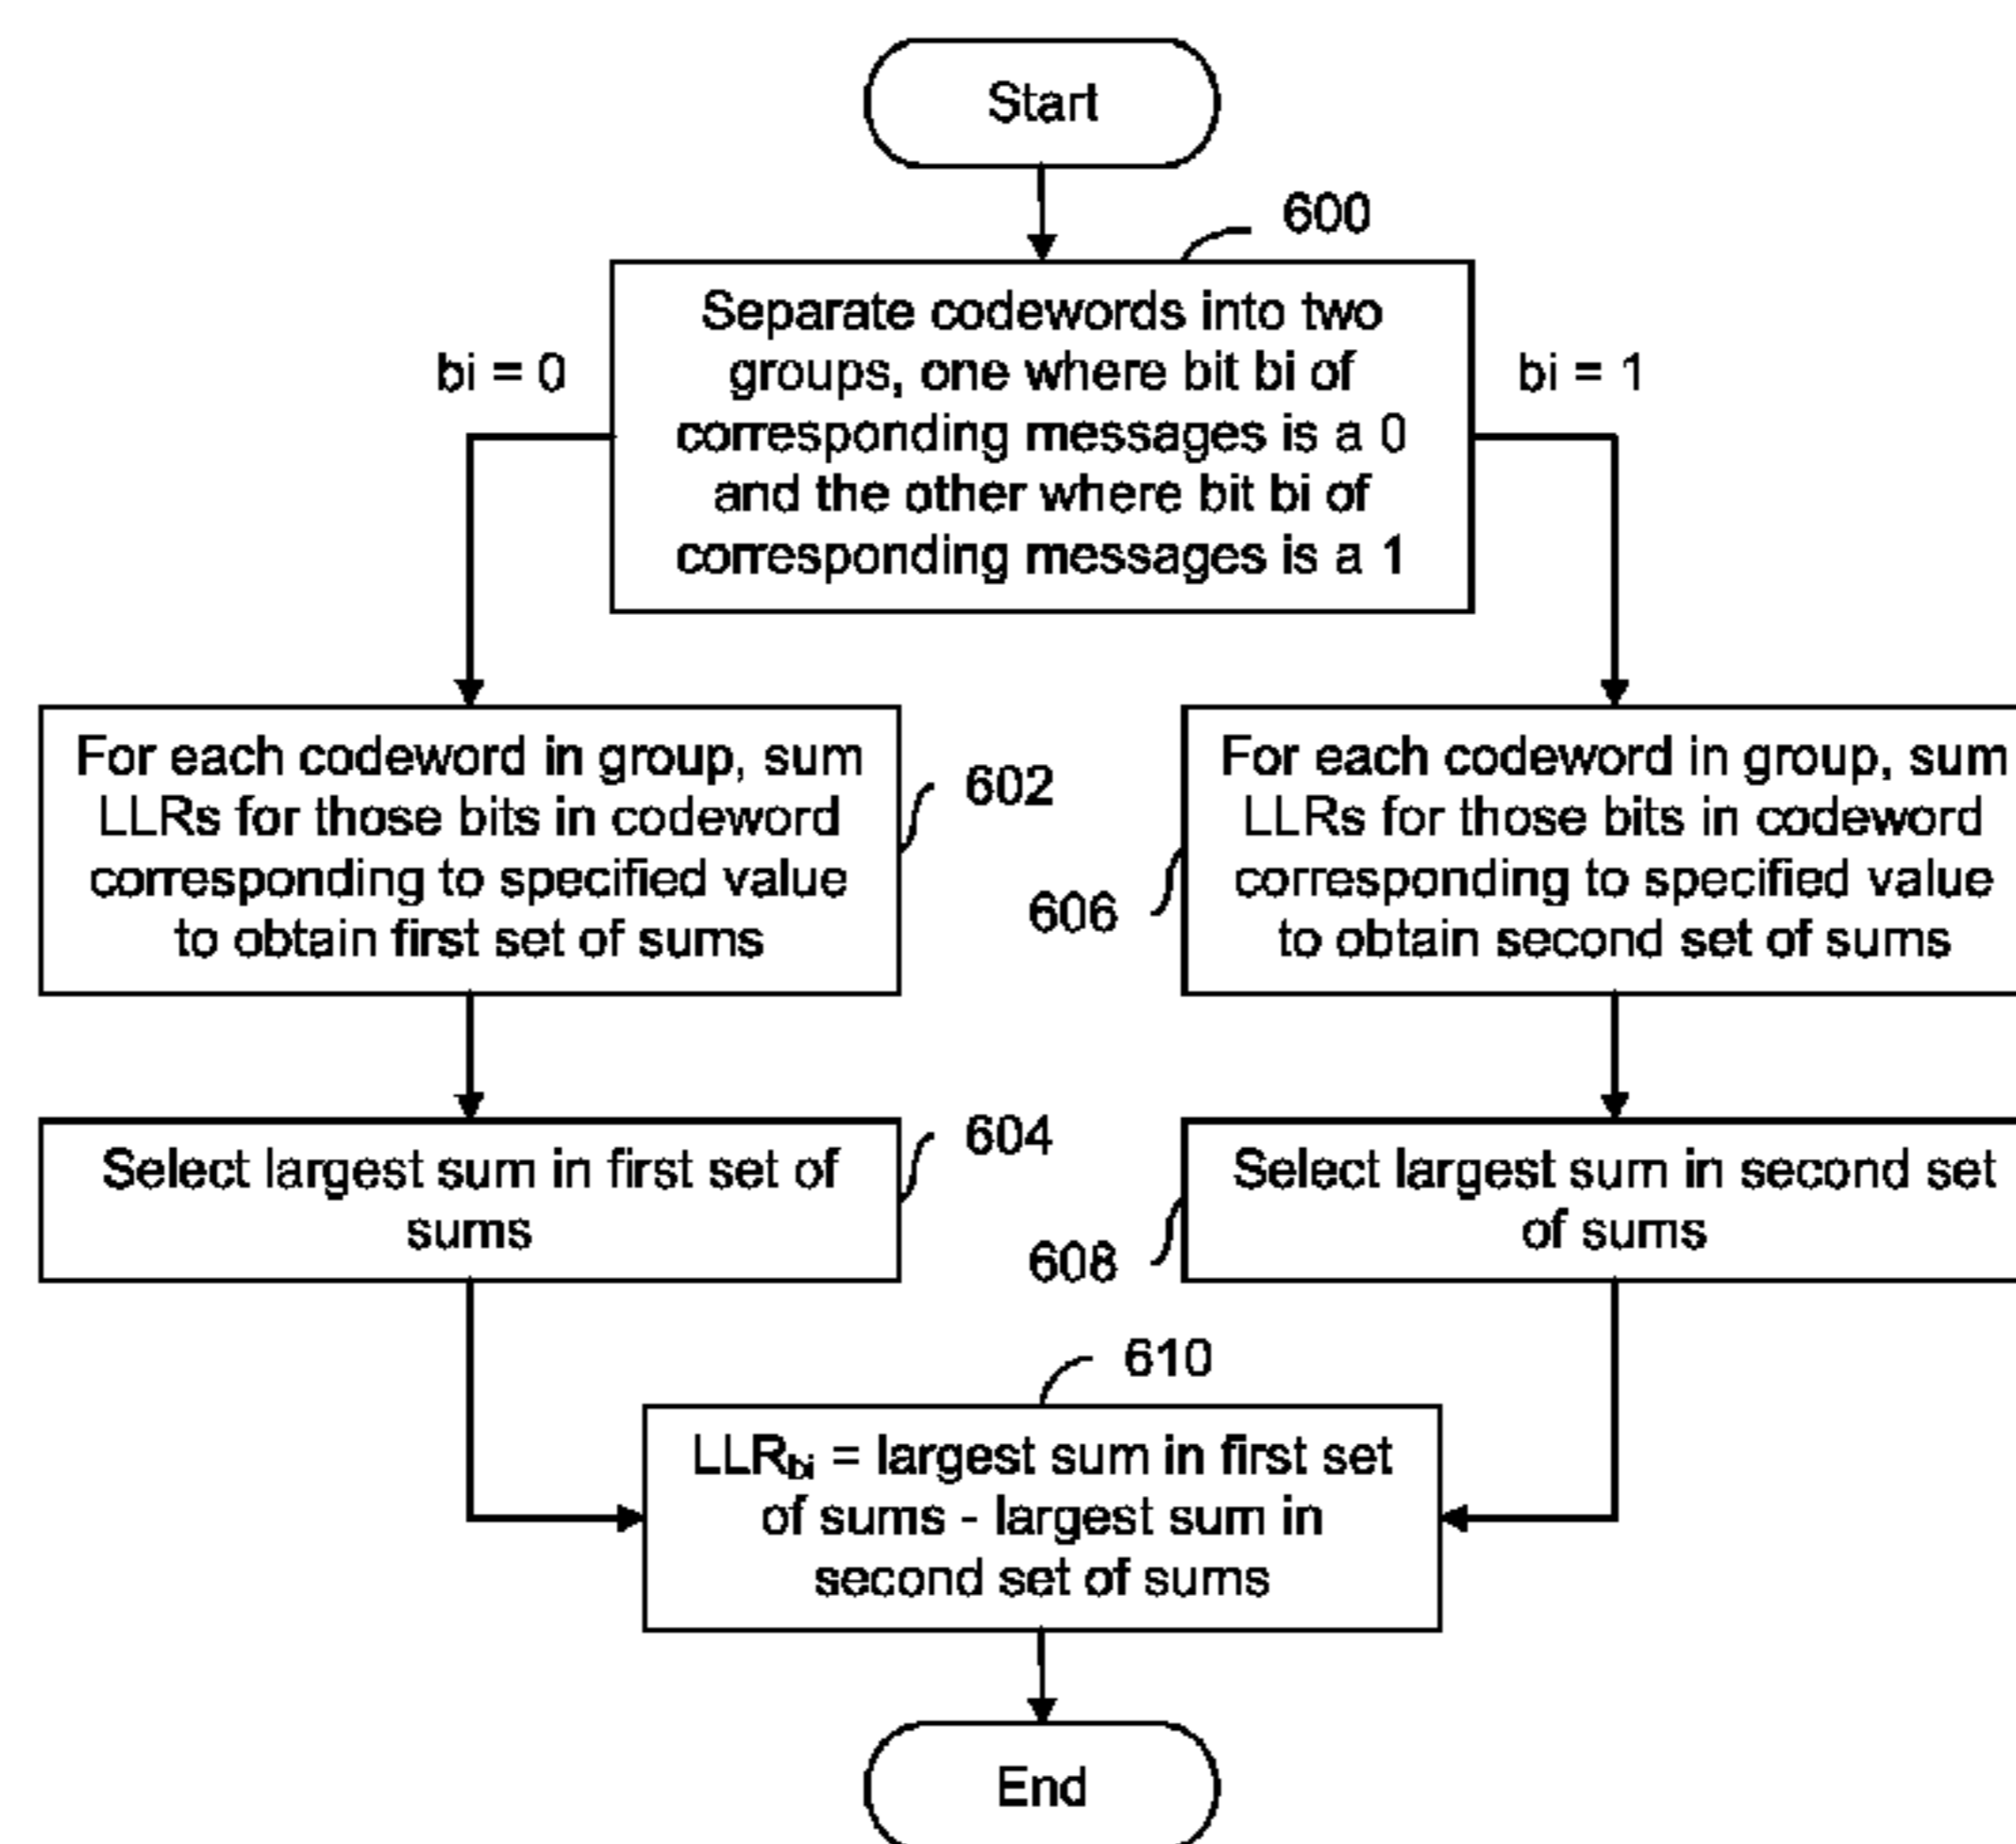 Start
600
Separate codewords into two
groups, one where bit bi of
corresponding messages is a 0
and the other where bit bi of
corresponding messages is a 1
bi = 0
bi = 1
For each codeword in group, sum
LLRs for those bits in codeword
corresponding to specified value
to obtain first set of sums
602
606
For each codeword in group, sum
LLRs for those bits in codeword
corresponding to specified value
to obtain second set of sums
Select largest sum in first set of
sums
604
608
Select largest sum in second set
of sums
610
LLRbi = largest sum in first set
of sums - largest sum in
second set of sums
End